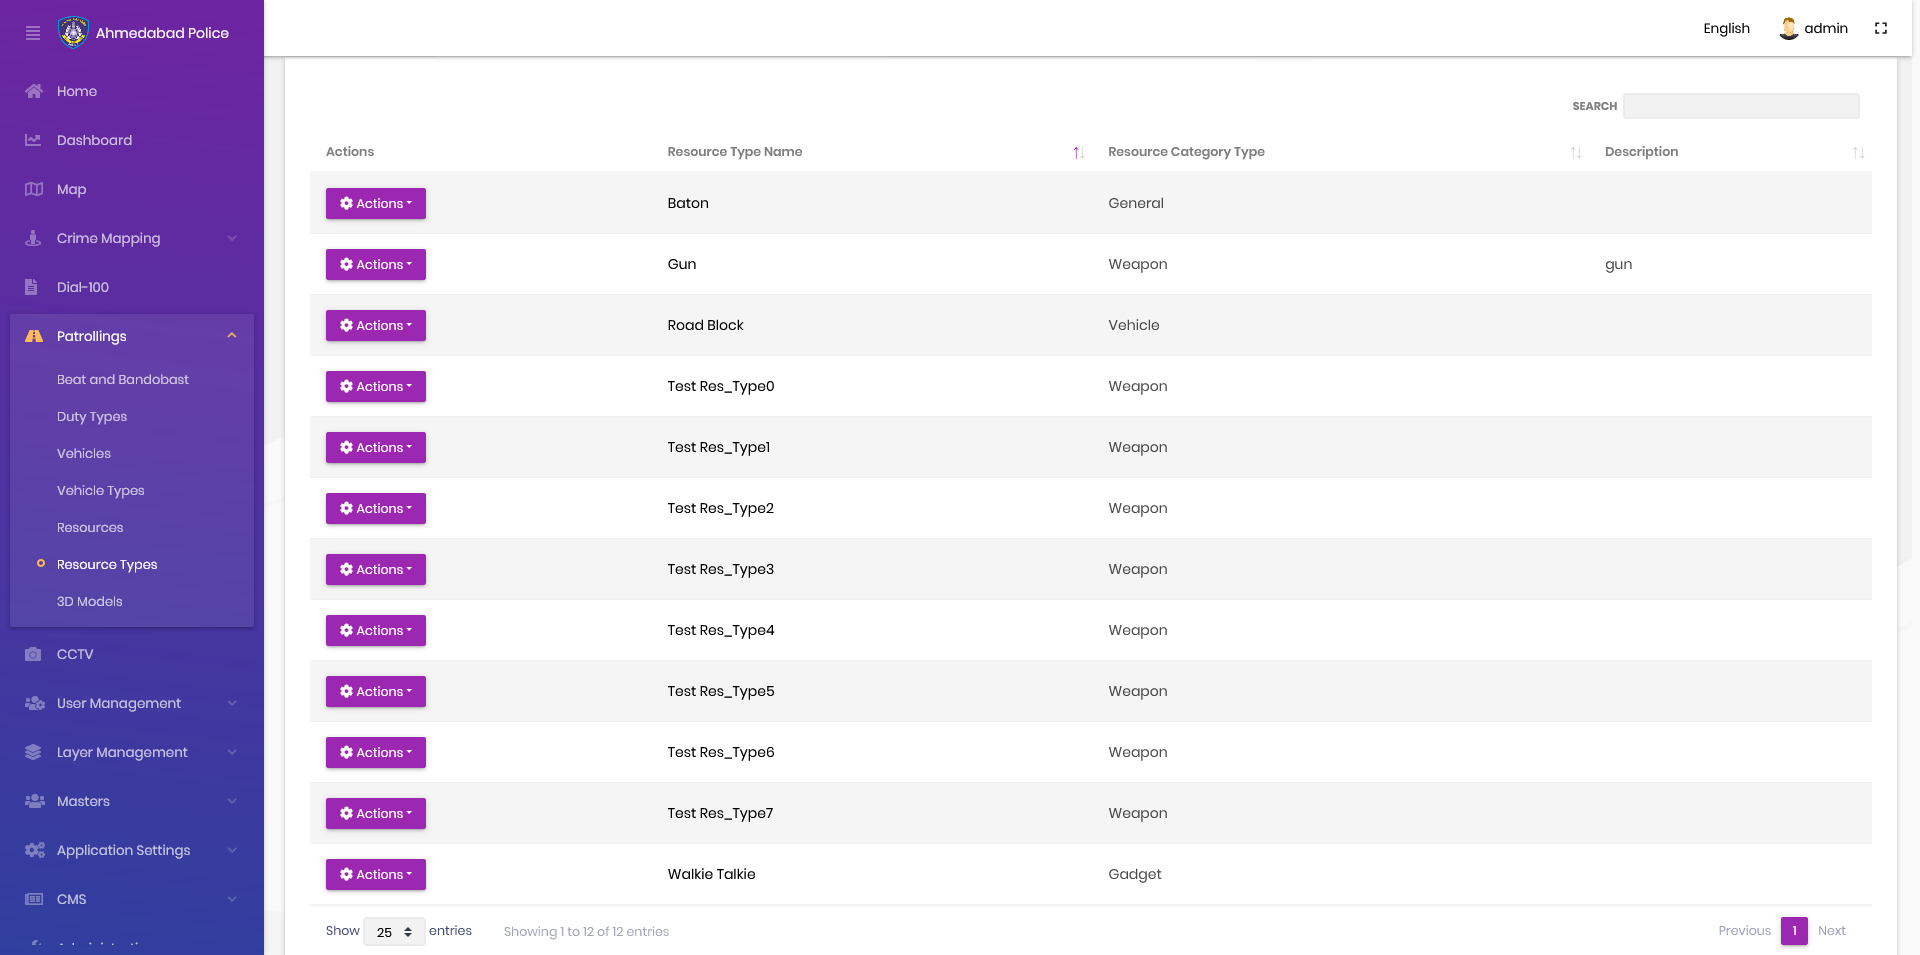 Ahmedabad Police
English
admin
Home
Dashboard
Map
Crime Mapping
Dial-100
Patrollings
Beat and Bandobast
Duty Types
Vehicles
Vehicle Types
Resources
Resource Types
3D Models
CCTV
User Management
Layer Management
Masters
Application Settings
CMS
SEARCH
Actions Resource Type Name Resource Category Type Description
Actions Baton General
Actions Gun Weapon gun
Actions Road Block Vehicle
Actions Test Res_Type0 Weapon
Actions Test Res_Type1 Weapon
Actions Test Res_Type2 Weapon
Actions Test Res_Type3 Weapon
Actions Test Res_Type4 Weapon
Actions Test Res_Type5 Weapon
Actions Test Res_Type6 Weapon
Actions Test Res_Type7 Weapon
Actions Walkie Talkie Gadget
Show 25 entries Showing 1 to 12 of 12 entries Previous 1 Next